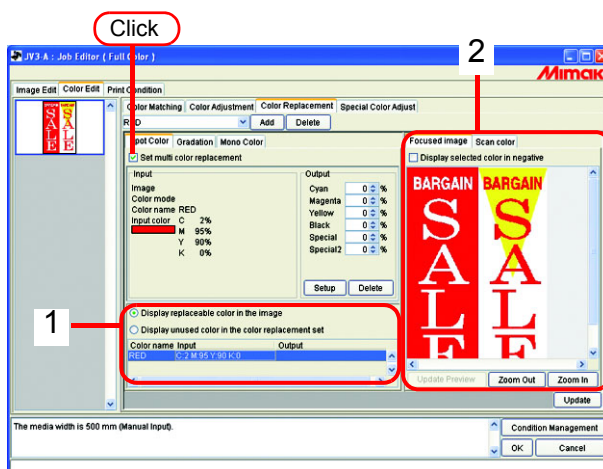 Click
2
JV3-A : Job Editor ( Full Color )
Mimaki
Image Edit Color Edit Print Condition
Color Matching Color Adjustment Color Replacement Special Color Adjust
RED Add Delete
Spot Color Gradation Mono Color
Focused image Scan color
Set multi color replacement
Display selected color in negative
Input
Output
Image
Color mode
Color name RED
Input color C 2%
M 95%
Y 90%
K 0%
Cyan 0 %
Magenta 0 %
Yellow 0 %
Black 0 %
Special 0 %
Special2 0 %
Setup Delete
BARGAIN BARGAIN
SALE SALE
1
Display replaceable color in the image
Display unused color in the color replacement set
Color name Input Output
RED C:2 M:95 Y:90 K:0
Update Preview Zoom Out Zoom In
Update
The media width is 500 mm (Manual Input).
Condition Management
OK Cancel